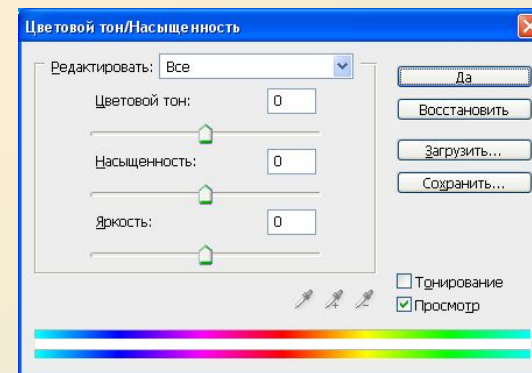 Цветовой тон/Насыщенность
Редактировать: Все
Цветовой тон: 0
Насыщенность: 0
Яркость: 0
Да
Восстановить
Загрузить...
Сохранить...
Тонирование
Просмотр